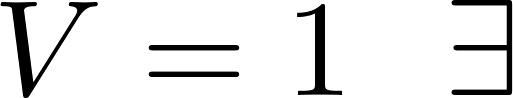 V = 1 ∃